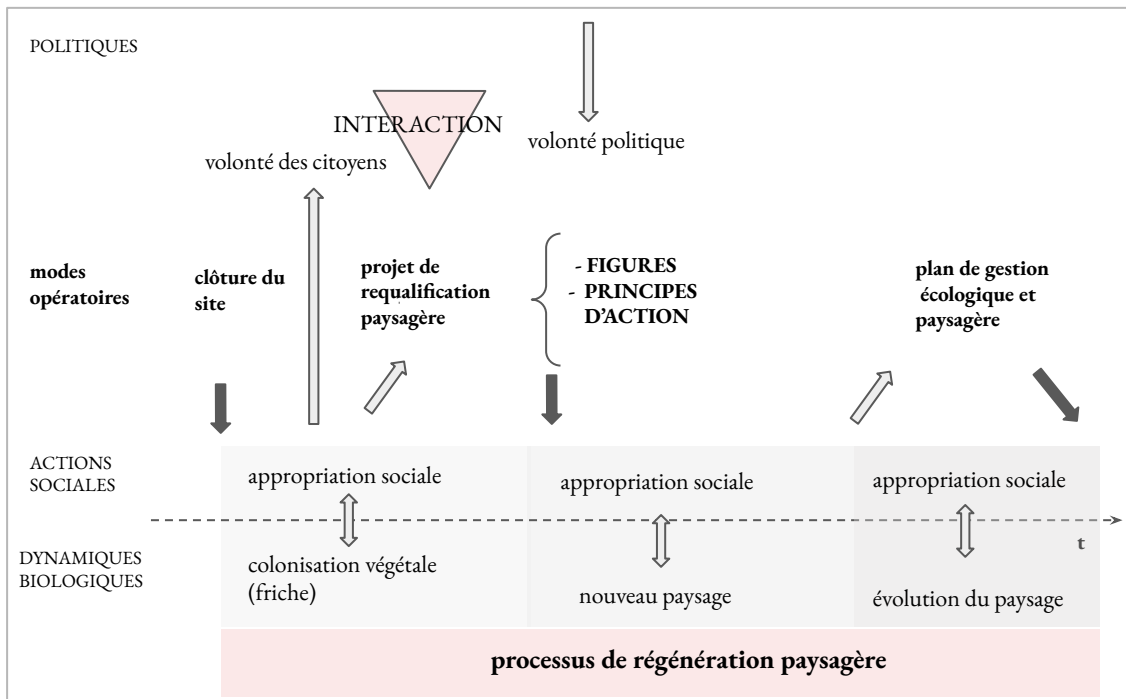 POLITIQUES
INTERACTION
volonté des citoyens
volonté politique
modes
opératoires
clôture du
site
projet de
requalification
paysagère
- FIGURES
- PRINCIPES
D’ACTION
plan de gestion
écologique et
paysagère
ACTIONS
SOCIALES
appropriation sociale
appropriation sociale
appropriation sociale
t
DYNAMIQUES
BIOLOGIQUES
colonisation végétale
(friche)
nouveau paysage
évolution du paysage
processus de régénération paysagère